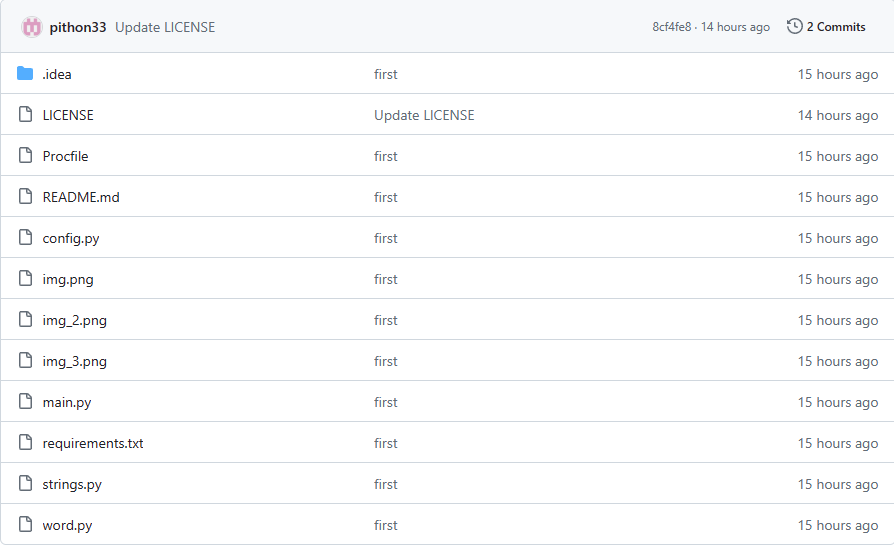 pithon33 Update LICENSE 8cf4fe8 · 14 hours ago 2 Commits
.idea first 15 hours ago
LICENSE Update LICENSE 14 hours ago
Procfile first 15 hours ago
README.md first 15 hours ago
config.py first 15 hours ago
img.png first 15 hours ago
img_2.png first 15 hours ago
img_3.png first 15 hours ago
main.py first 15 hours ago
requirements.txt first 15 hours ago
strings.py first 15 hours ago
word.py first 15 hours ago